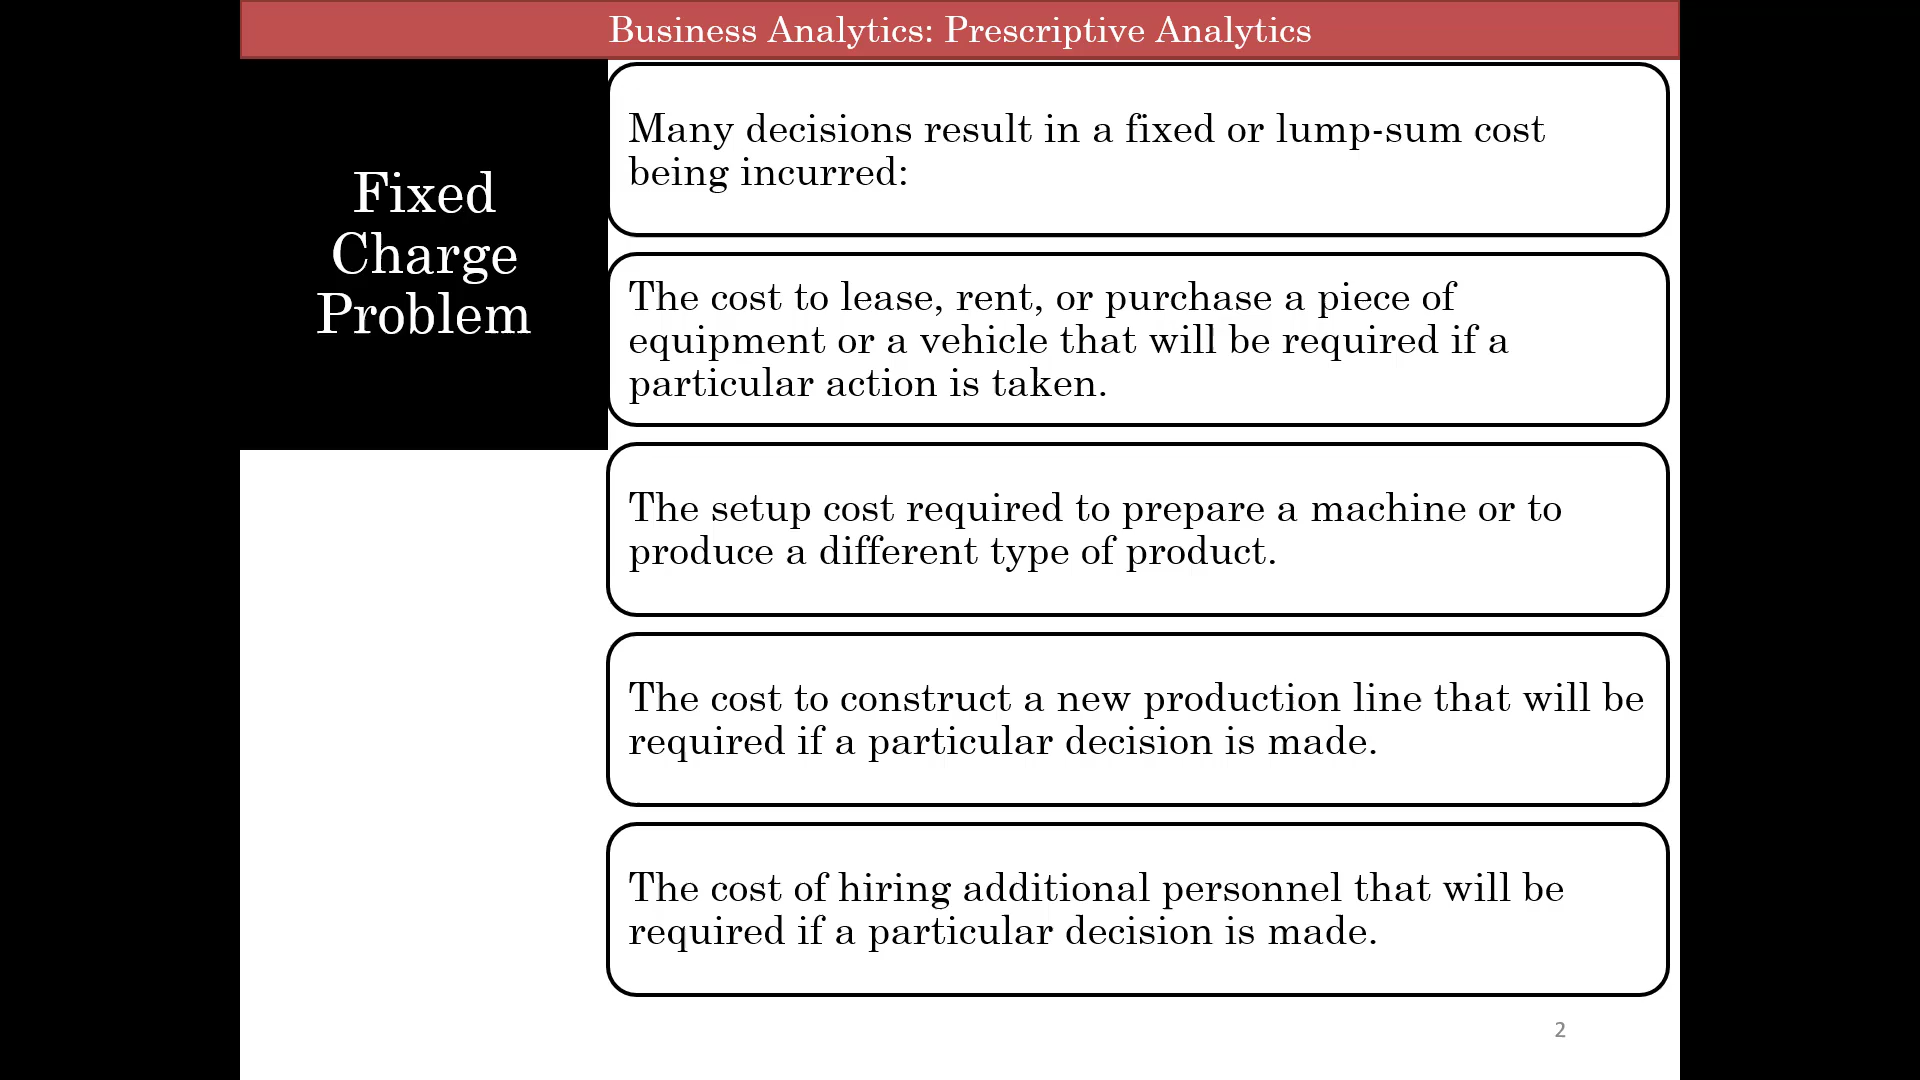 Business Analytics: Prescriptive Analytics
Fixed
Charge
Problem
Many decisions result in a fixed or lump-sum cost
being incurred:
The cost to lease, rent, or purchase a piece of
equipment or a vehicle that will be required if a
particular action is taken.
The setup cost required to prepare a machine or to
produce a different type of product.
The cost to construct a new production line that will be
required if a particular decision is made.
The cost of hiring additional personnel that will be
required if a particular decision is made.
2